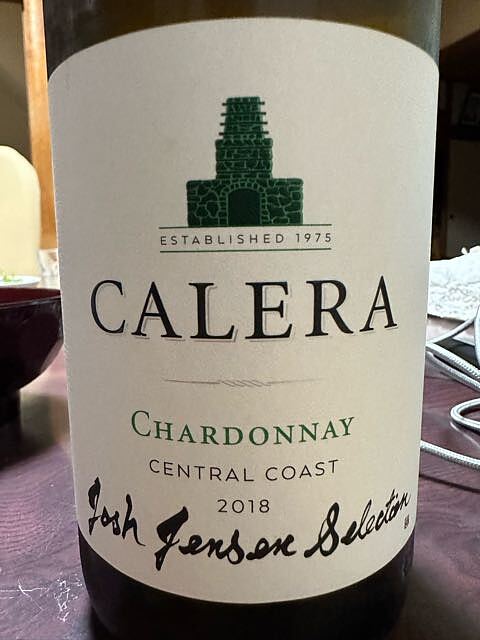 ESTABLISHED 1975
CALERA
CHARDONNAY
CENTRAL COAST
2018
Josh Jensen Selection